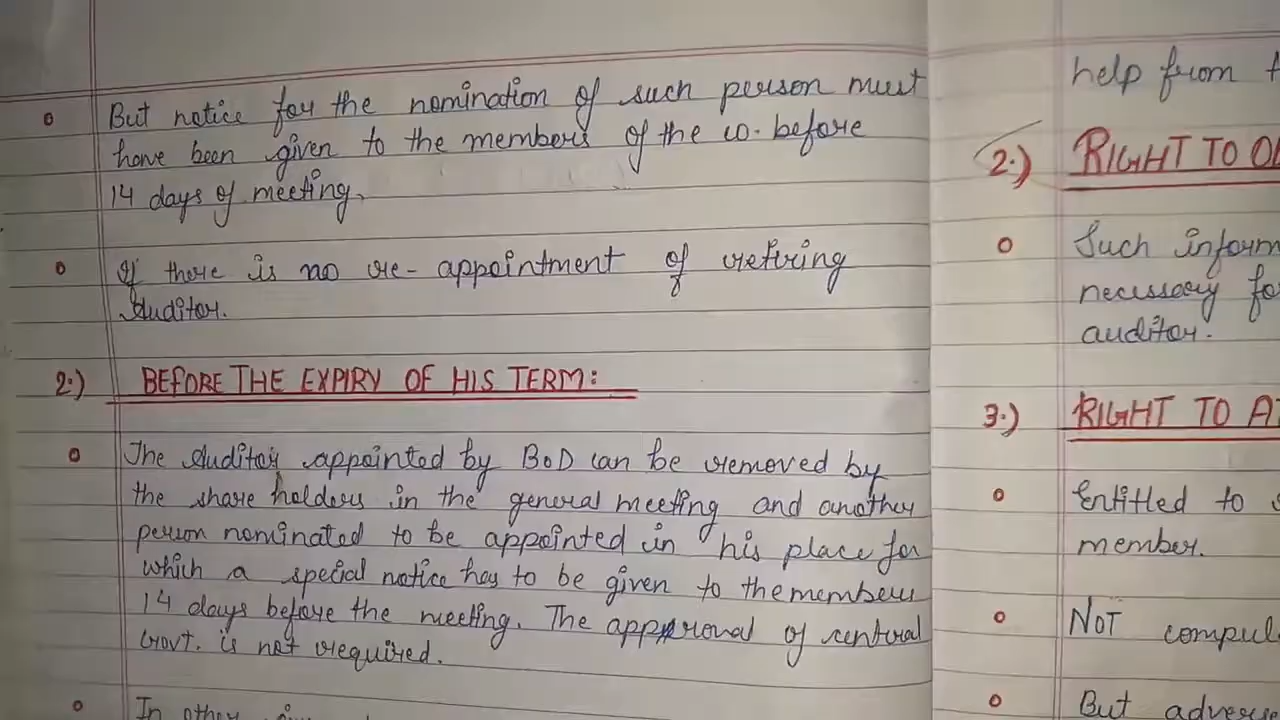 But notice for the nomination of such person must
have been given to the members of the co. before
14 days of meeting.
If there is no re-appointment of retiring
Auditor.
2.) BEFORE THE EXPIRY OF HIS TERM:
The Auditor appointed by BOD can be removed by
the share holders in the general meeting and another
person nominated to be appointed in his place for
which a special notice has to be given to the members
14 days before the meeting. The approval of central
Govt. is not required.
In other
help from
2.) RIGHT TO
Such inform
necessary fo
auditor.
3.) RIGHT TO
Entitled to
member.
NOT compul
But advers